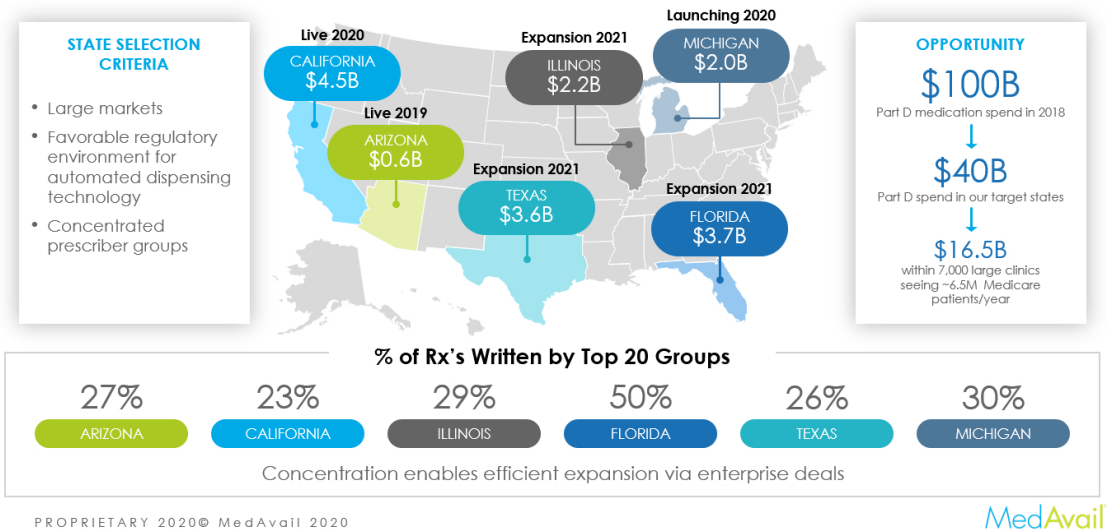 STATE SELECTION
CRITERIA
• Large markets
• Favorable regulatory
environment for
automated dispensing
technology
• Concentrated
prescriber groups
Live 2020
CALIFORNIA
$4.5B
Live 2019
ARIZONA
$0.6B
Expansion 2021
ILLINOIS
$2.2B
Launching 2020
MICHIGAN
$2.0B
Expansion 2021
TEXAS
$3.6B
Expansion 2021
FLORIDA
$3.7B
OPPORTUNITY
$100B
Part D medication spend in 2018
$40B
Part D spend in our target states
$16.5B
within 7,000 large clinics
seeing ~6.5M Medicare
patients/year
% of Rx’s Written by Top 20 Groups
27% 23% 29% 50% 26% 30%
ARIZONA CALIFORNIA ILLINOIS FLORIDA TEXAS MICHIGAN
Concentration enables efficient expansion via enterprise deals
PROPRIETARY 2020© MedAvail 2020
MedAvail